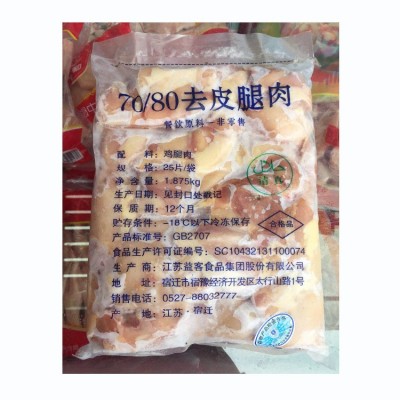 70/80去皮腿肉
餐饮原料一非零售
配 料：鸡腿肉
规 格：25片/袋
净含量：1.875kg
生产日期：见封口处戳记
保质期：12个月
贮存条件：-18℃以下冷冻保存
合格品
产品标准号：GB2707
食品生产许可证编号：SC10432131100074
生产商：江苏益客食品集团股份有限公司
地 址：宿迁市宿豫经济开发区太行山路1号
销售电话：0527-88032777
产 地：江苏·宿迁